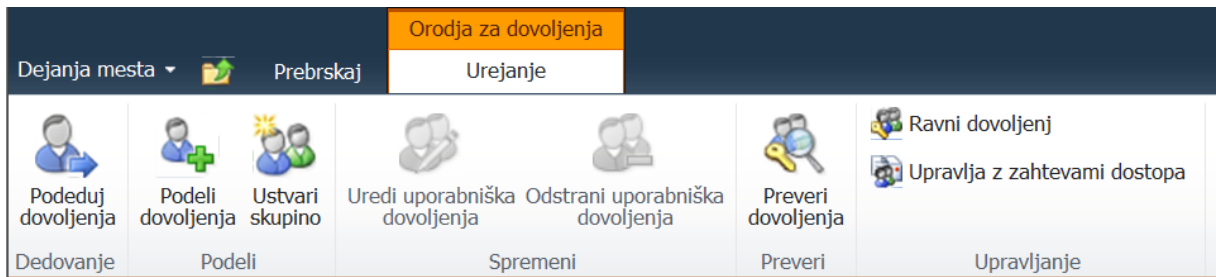 Orodja za dovoljenja
Dejanja mesta Prebrskaj Urejanje
Podeduj dovoljenja
Podeli dovoljenja
Ustvari skupino
Uredi uporabniška dovoljenja
Odstrani uporabniška dovoljenja
Preveri dovoljenja
Ravni dovoljenj
Upravlja z zahtevami dostopa
Dedovanje Podeli Spremeni Preveri Upravljanje